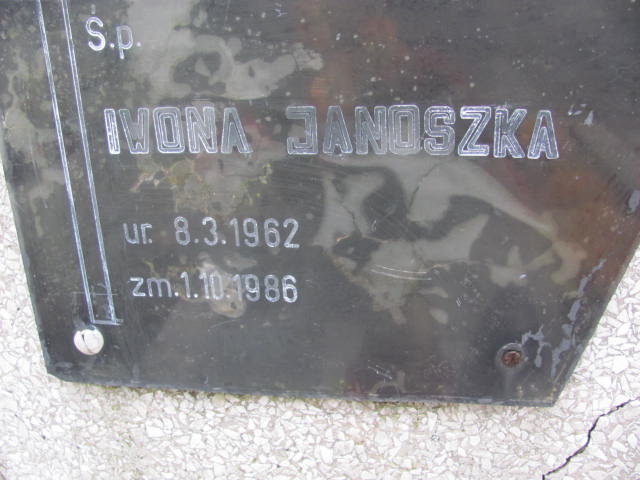 Ś.p.
IWONA JANOSZKA
ur. 8.3.1962
zm.1.10.1986